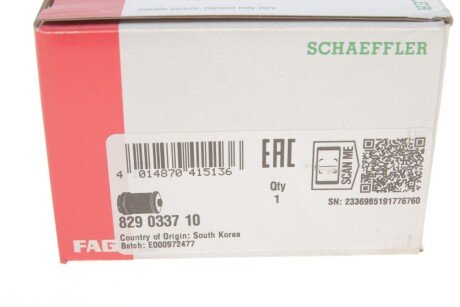 SCHAEFFLER
EAC
SCAN ME
4 014870 415136
Qty
1
SN: 2336985191776760
829 0337 10
Country of Origin: South Korea
Batch: E000972477
FAG